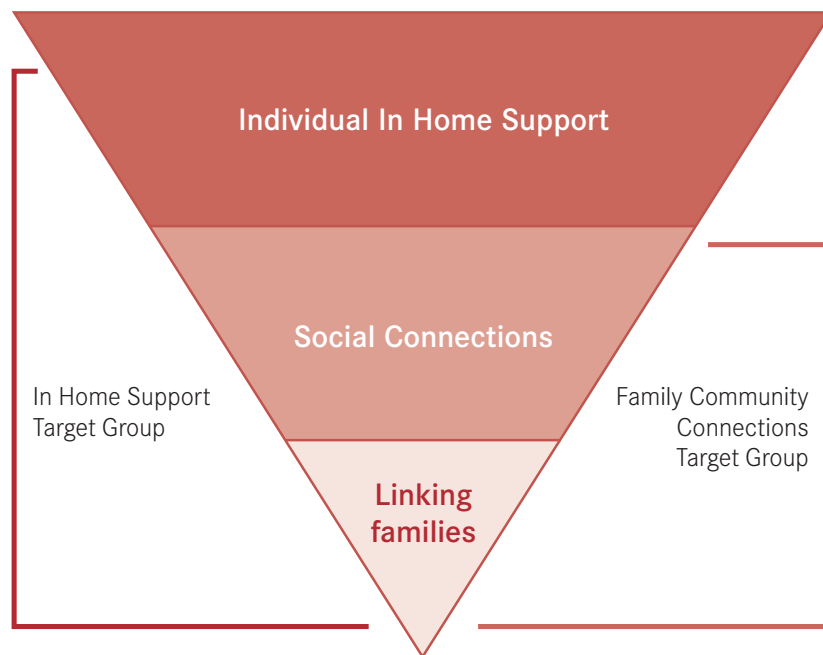 Individual In Home Support
Social Connections
In Home Support
Target Group
Family Community
Connections
Target Group
Linking
families